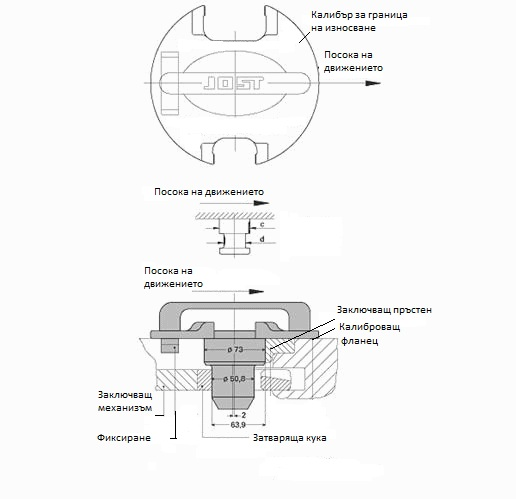 Калибър за граница
на износване
Посока на
движението
JOST
Посока на движението
c
d
Посока на
движението
Заключващ пръстен
Калиброващ
фланец
ø 73
ø 50,8
Заключващ
механизъм
2
63,9
Фиксиране
Затваряща кука